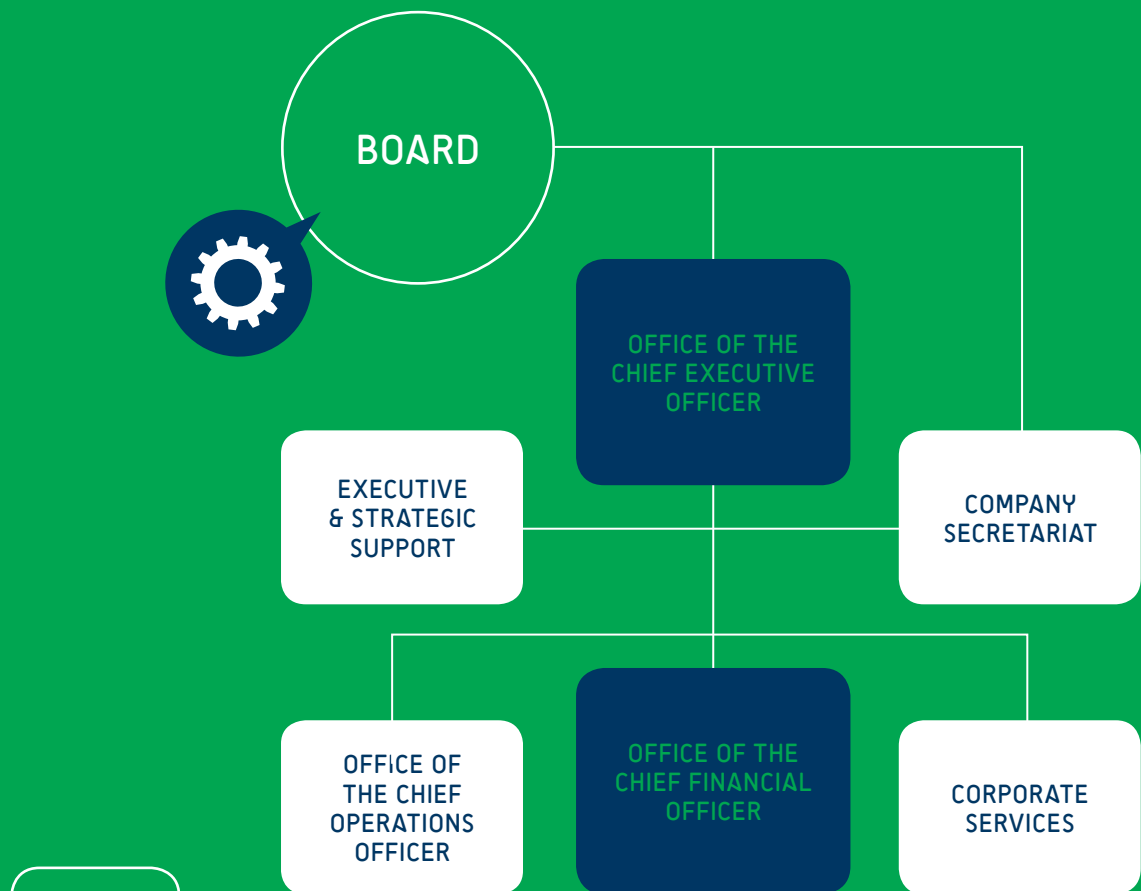 BOARD
OFFICE OF THE
CHIEF EXECUTIVE
OFFICER
EXECUTIVE
& STRATEGIC
SUPPORT
COMPANY
SECRETARIAT
OFFICE OF
THE CHIEF
OPERATIONS
OFFICER
OFFICE OF THE
CHIEF FINANCIAL
OFFICER
CORPORATE
SERVICES